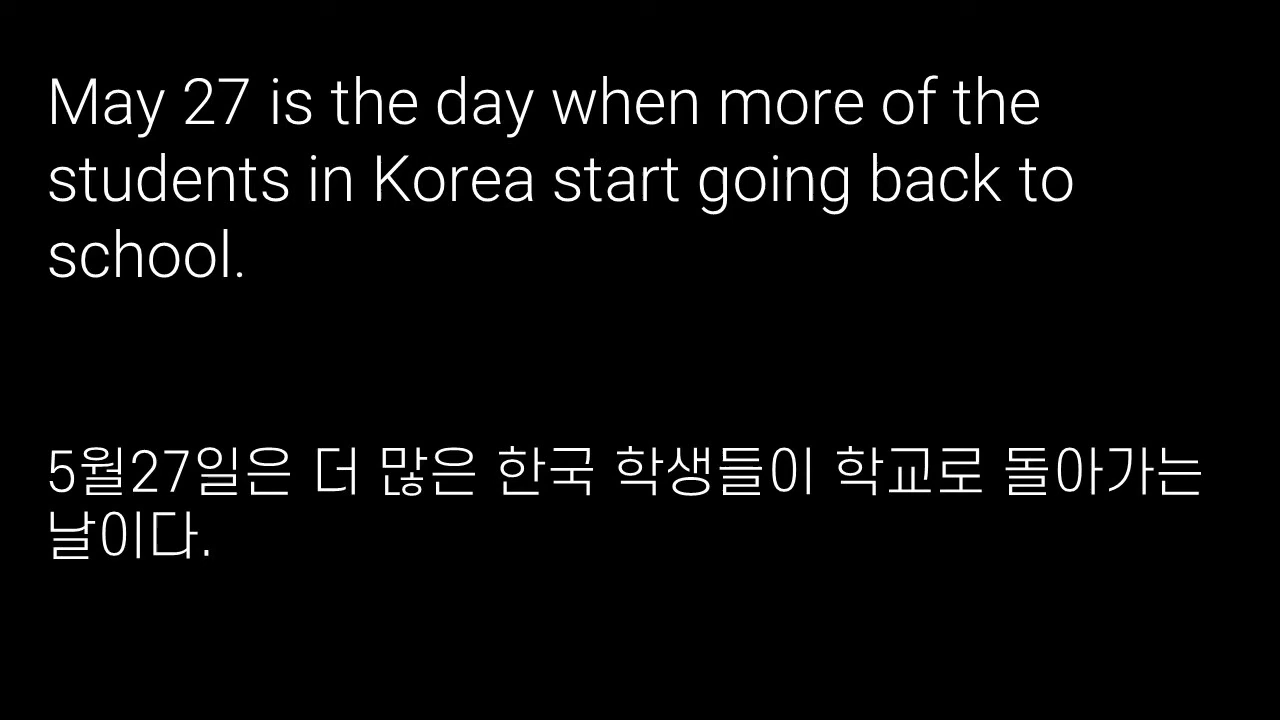 May 27 is the day when more of the
students in Korea start going back to
school.
5월27일은 더 많은 한국 학생들이 학교로 돌아가는
날이다.